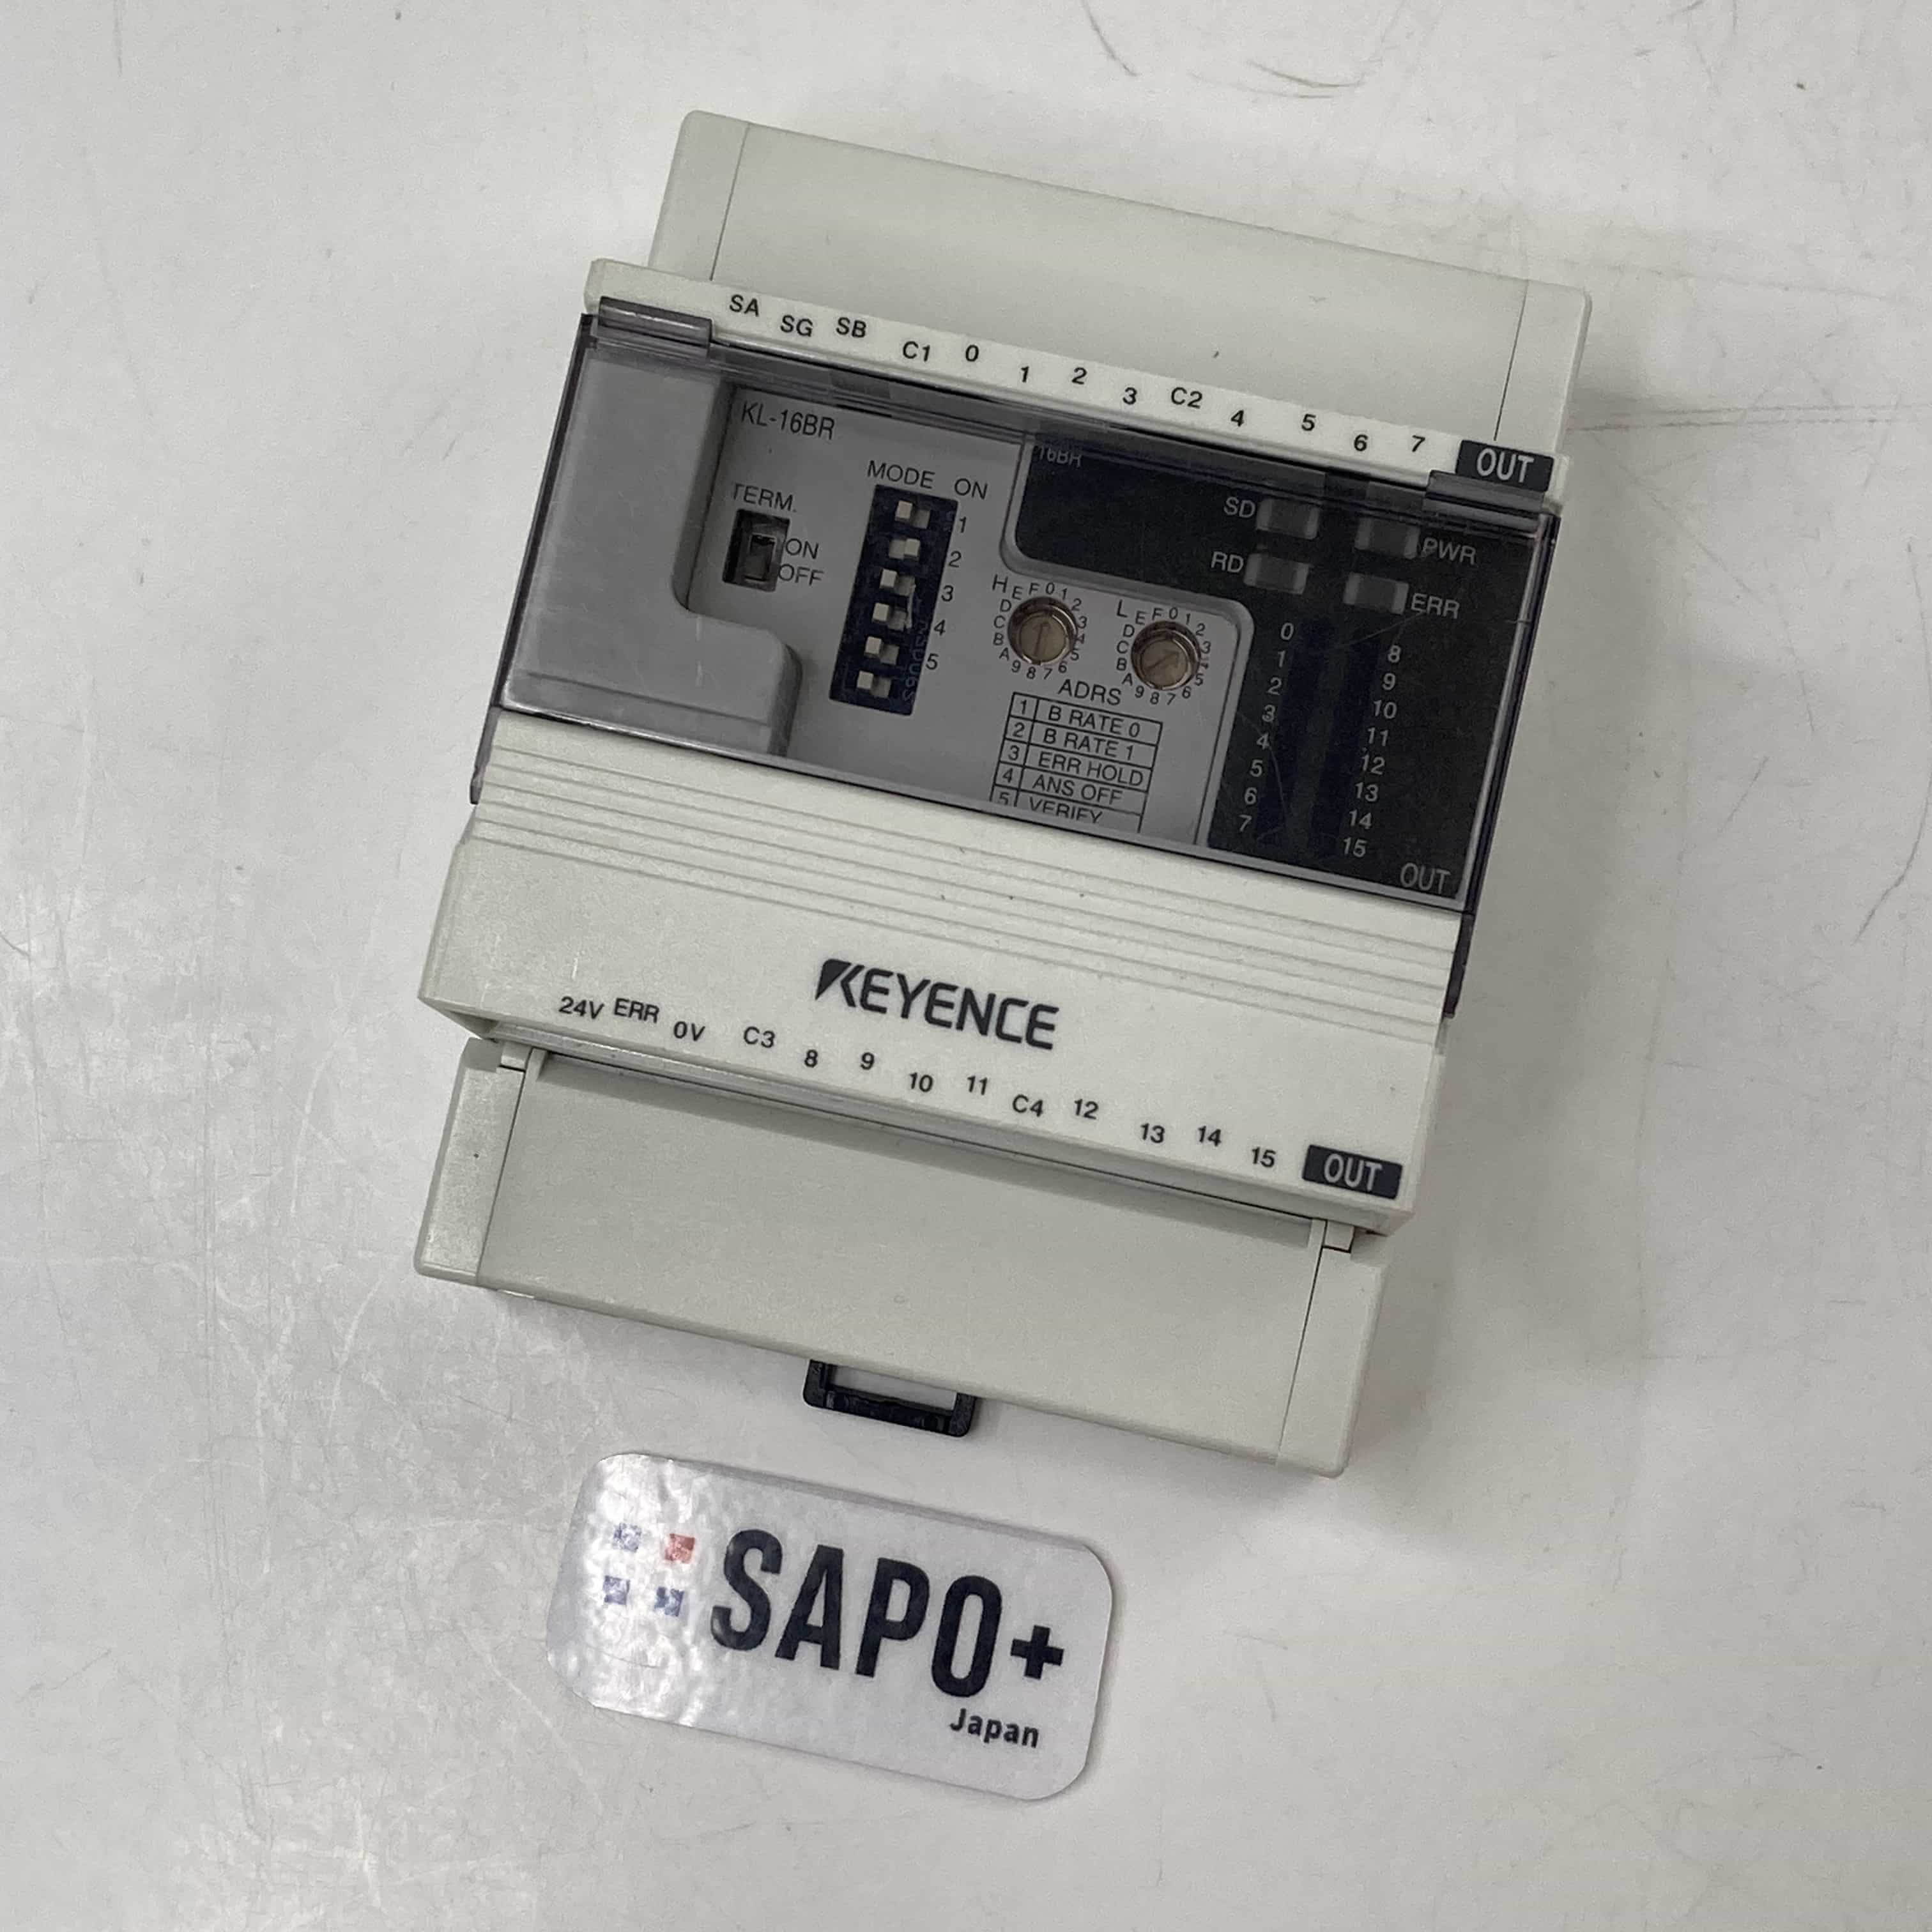 SA SG SB C1 0 1 2 3 C2 4 5 6 7 OUT
KL-16BR
16BR
TERM.
ON
OFF
MODE ON
1
2
3
4
5
H
0 1 2 3 4 5 6 7 8 9 A B C D E F
L
0 1 2 3 4 5 6 7 8 9 A B C D E F
ADRS
1 B RATE 0
2 B RATE 1
3 ERR HOLD
4 ANS OFF
5 VERIFY
SD PWR
RD ERR
0 8
1 9
2 10
3 11
4 12
5 13
6 14
7 15
OUT
KEYENCE
24V ERR 0V C3 8 9 10 11 C4 12 13 14 15 OUT
SAPO+
Japan